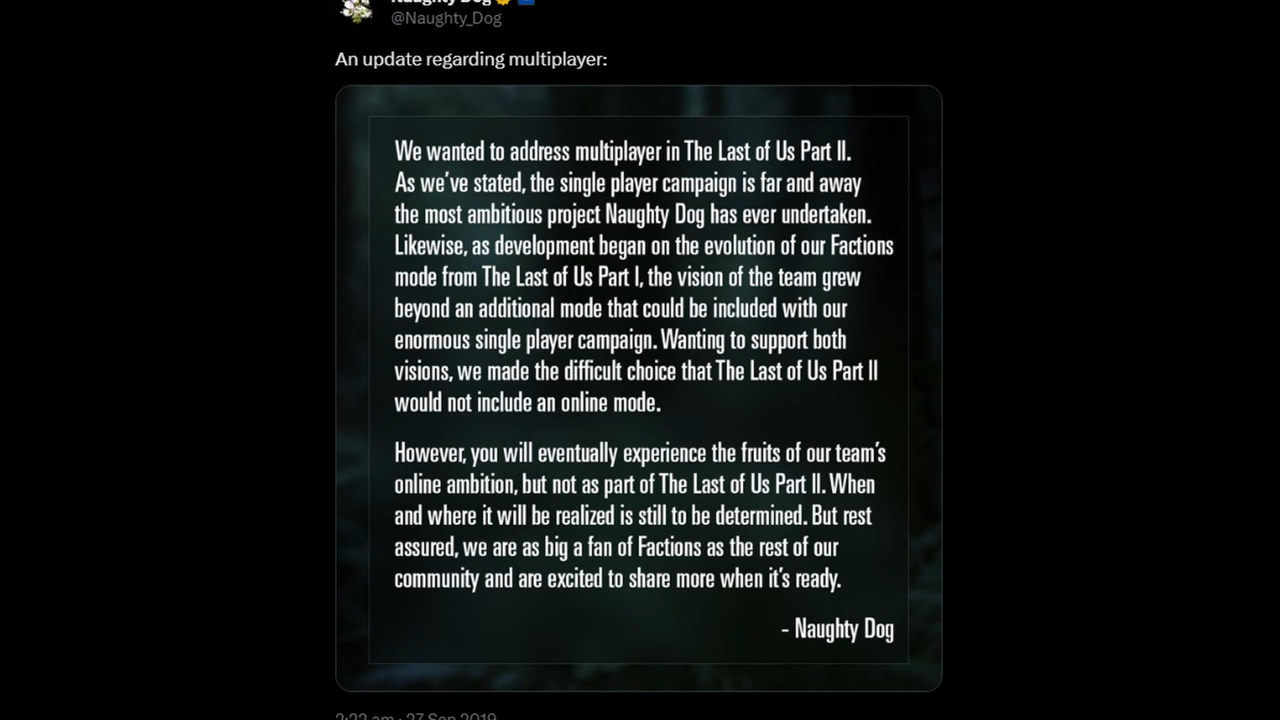 Naughty Dog
@Naughty_Dog
An update regarding multiplayer:
We wanted to address multiplayer in The Last of Us Part II.
As we've stated, the single player campaign is far and away
the most ambitious project Naughty Dog has ever undertaken.
Likewise, as development began on the evolution of our Factions
mode from The Last of Us Part I, the vision of the team grew
beyond an additional mode that could be included with our
enormous single player campaign. Wanting to support both
visions, we made the difficult choice that The Last of Us Part II
would not include an online mode.
However, you will eventually experience the fruits of our team's
online ambition, but not as part of The Last of Us Part II. When
and where it will be realized is still to be determined. But rest
assured, we are as big a fan of Factions as the rest of our
community and are excited to share more when it's ready.
- Naughty Dog
2:22 am · 27 Sep 2019